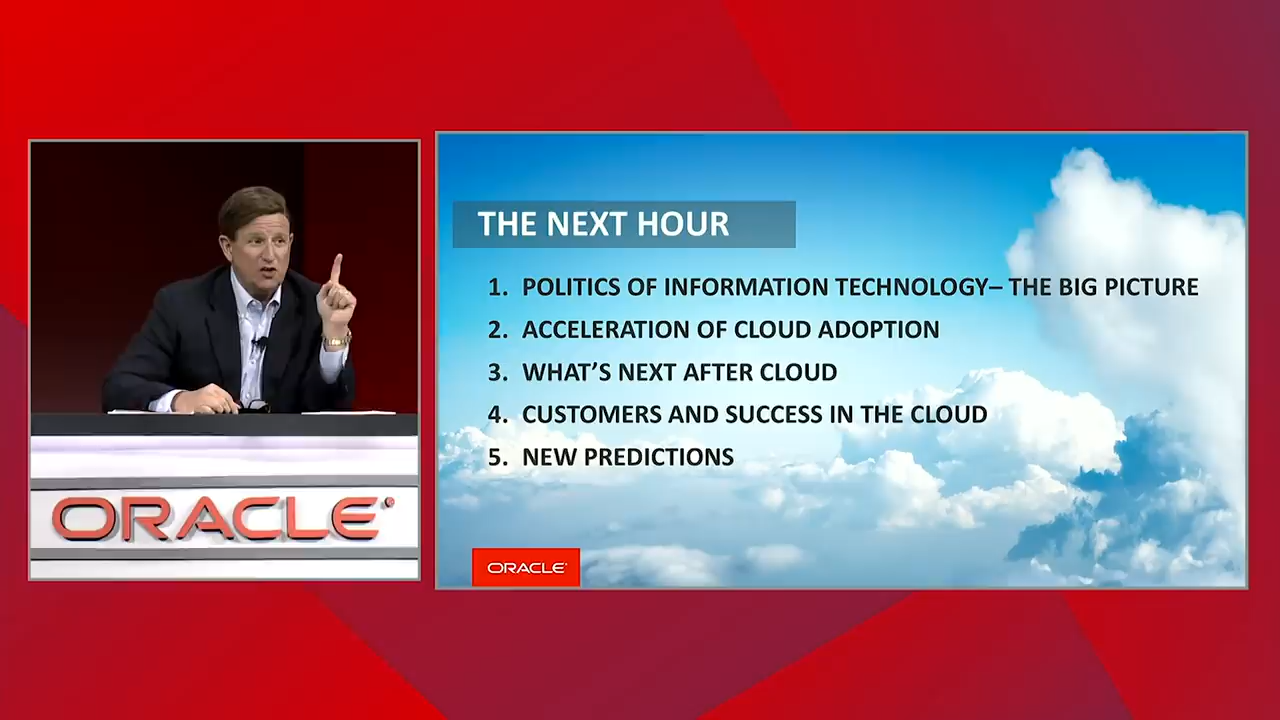 THE NEXT HOUR
1. POLITICS OF INFORMATION TECHNOLOGY– THE BIG PICTURE
2. ACCELERATION OF CLOUD ADOPTION
3. WHAT’S NEXT AFTER CLOUD
4. CUSTOMERS AND SUCCESS IN THE CLOUD
5. NEW PREDICTIONS
ORACLE
ORACLE